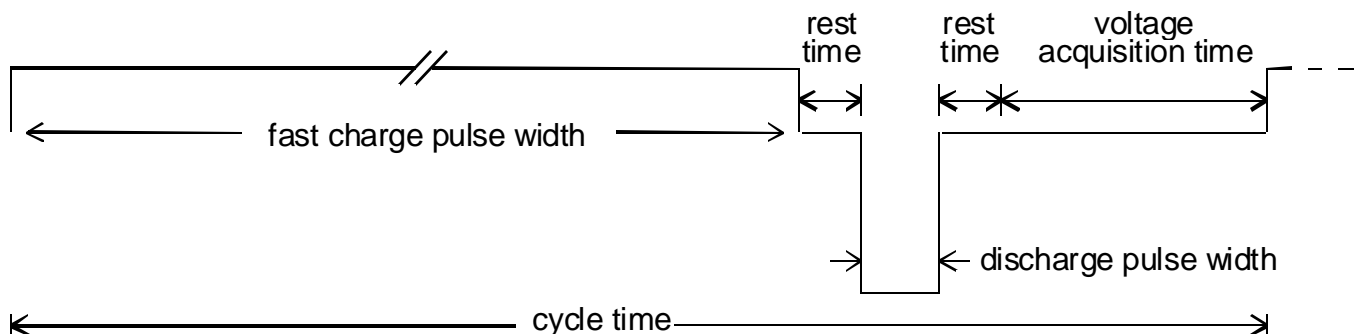 rest
time
rest
time
voltage
acquisition time
fast charge pulse width
discharge pulse width
cycle time